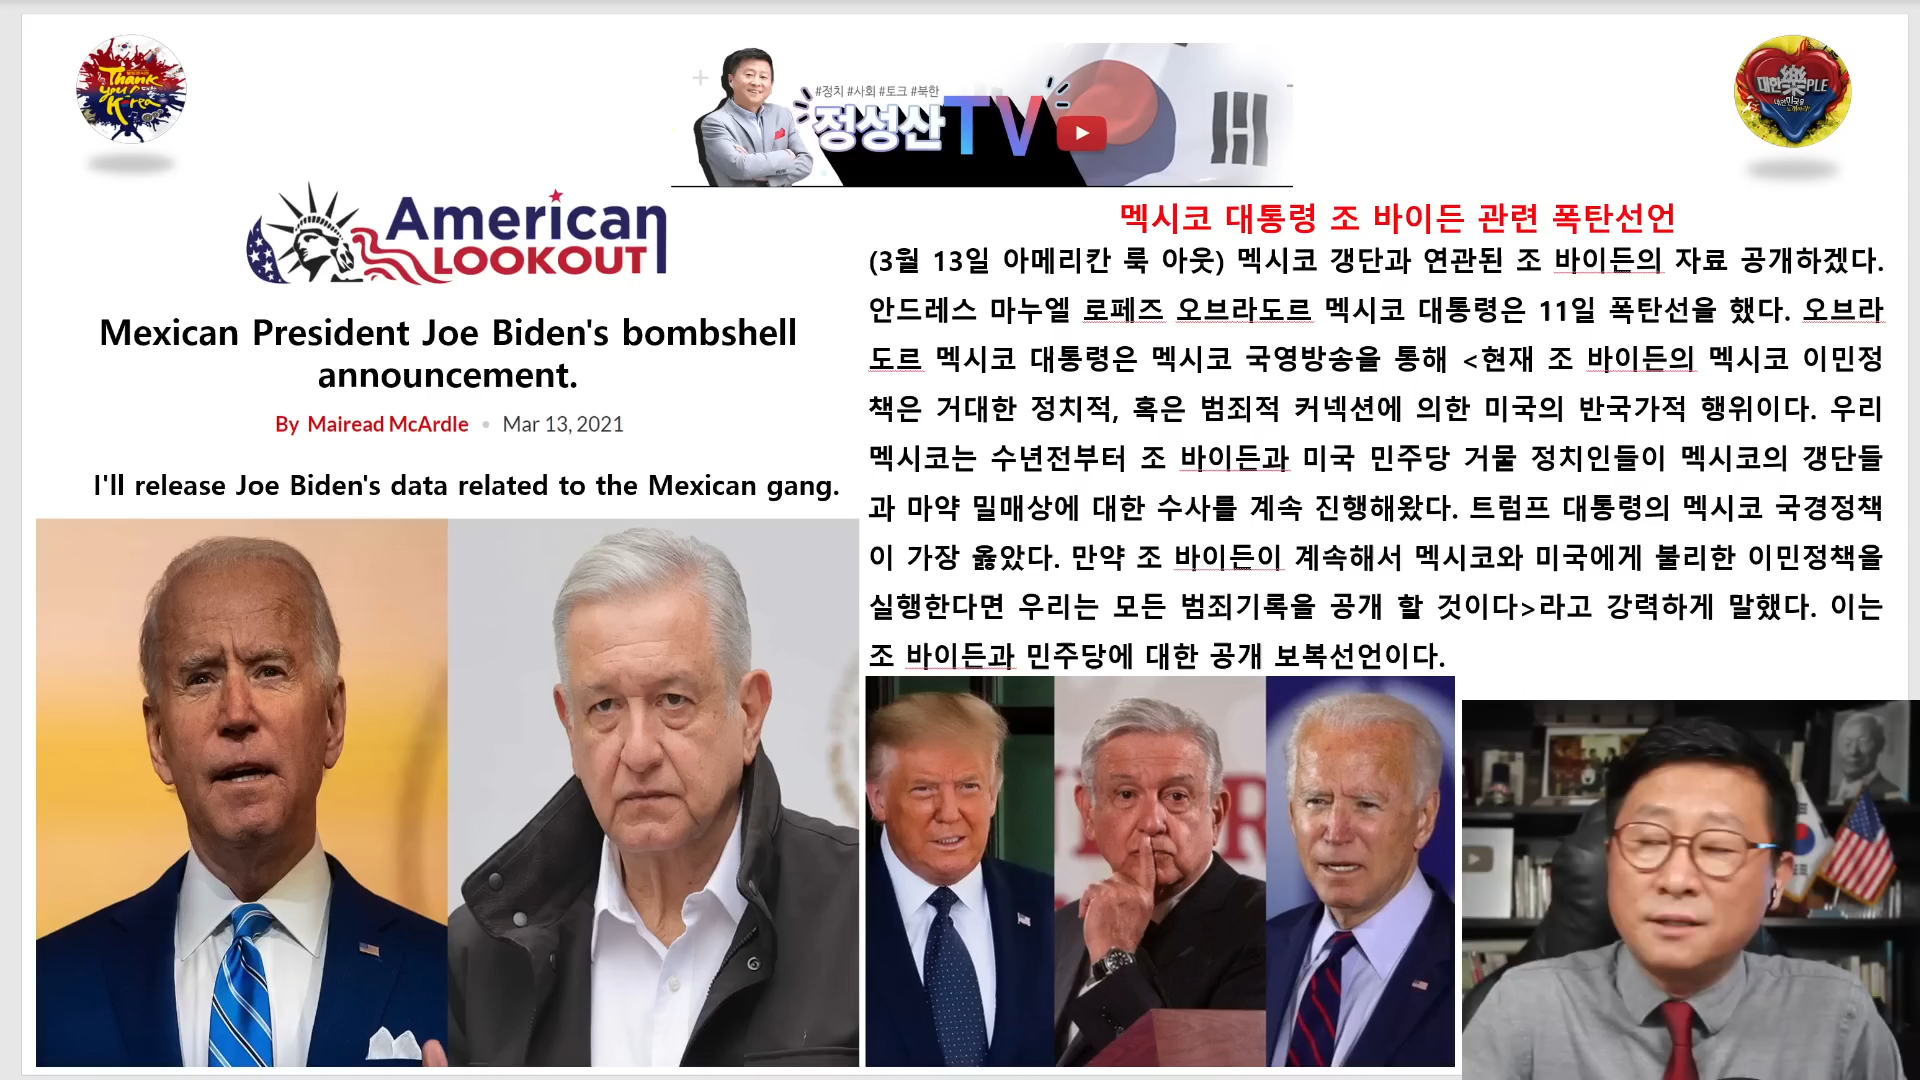 Thank
you K rea
#정치 #사회 #토크 #북한
정성산TV
대한樂PLE
American
LOOKOUT
Mexican President Joe Biden's bombshell
announcement.
By Mairead McArdle • Mar 13, 2021
I'll release Joe Biden's data related to the Mexican gang.
멕시코 대통령 조 바이든 관련 폭탄선언
(3월 13일 아메리칸 룩 아웃) 멕시코 갱단과 연관된 조 바이든의 자료 공개하겠다.
안드레스 마누엘 로페즈 오브라도르 멕시코 대통령은 11일 폭탄선을 했다. 오브라
도르 멕시코 대통령은 멕시코 국영방송을 통해 <현재 조 바이든의 멕시코 이민정
책은 거대한 정치적, 혹은 범죄적 커넥션에 의한 미국의 반국가적 행위이다. 우리
멕시코는 수년전부터 조 바이든과 미국 민주당 거물 정치인들이 멕시코의 갱단들
과 마약 밀매상에 대한 수사를 계속 진행해왔다. 트럼프 대통령의 멕시코 국경정책
이 가장 옳았다. 만약 조 바이든이 계속해서 멕시코와 미국에게 불리한 이민정책을
실행한다면 우리는 모든 범죄기록을 공개 할 것이다>라고 강력하게 말했다. 이는
조 바이든과 민주당에 대한 공개 보복선언이다.